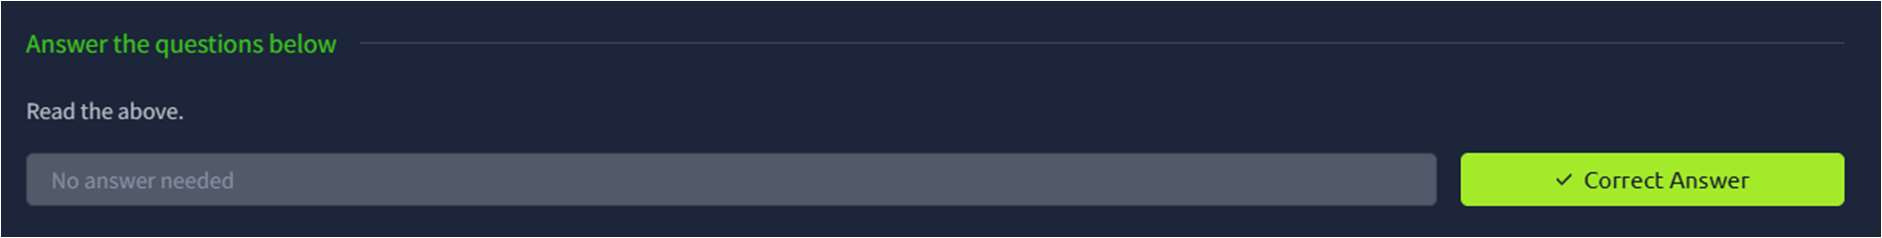 Answer the questions below
Read the above.
No answer needed
Correct Answer